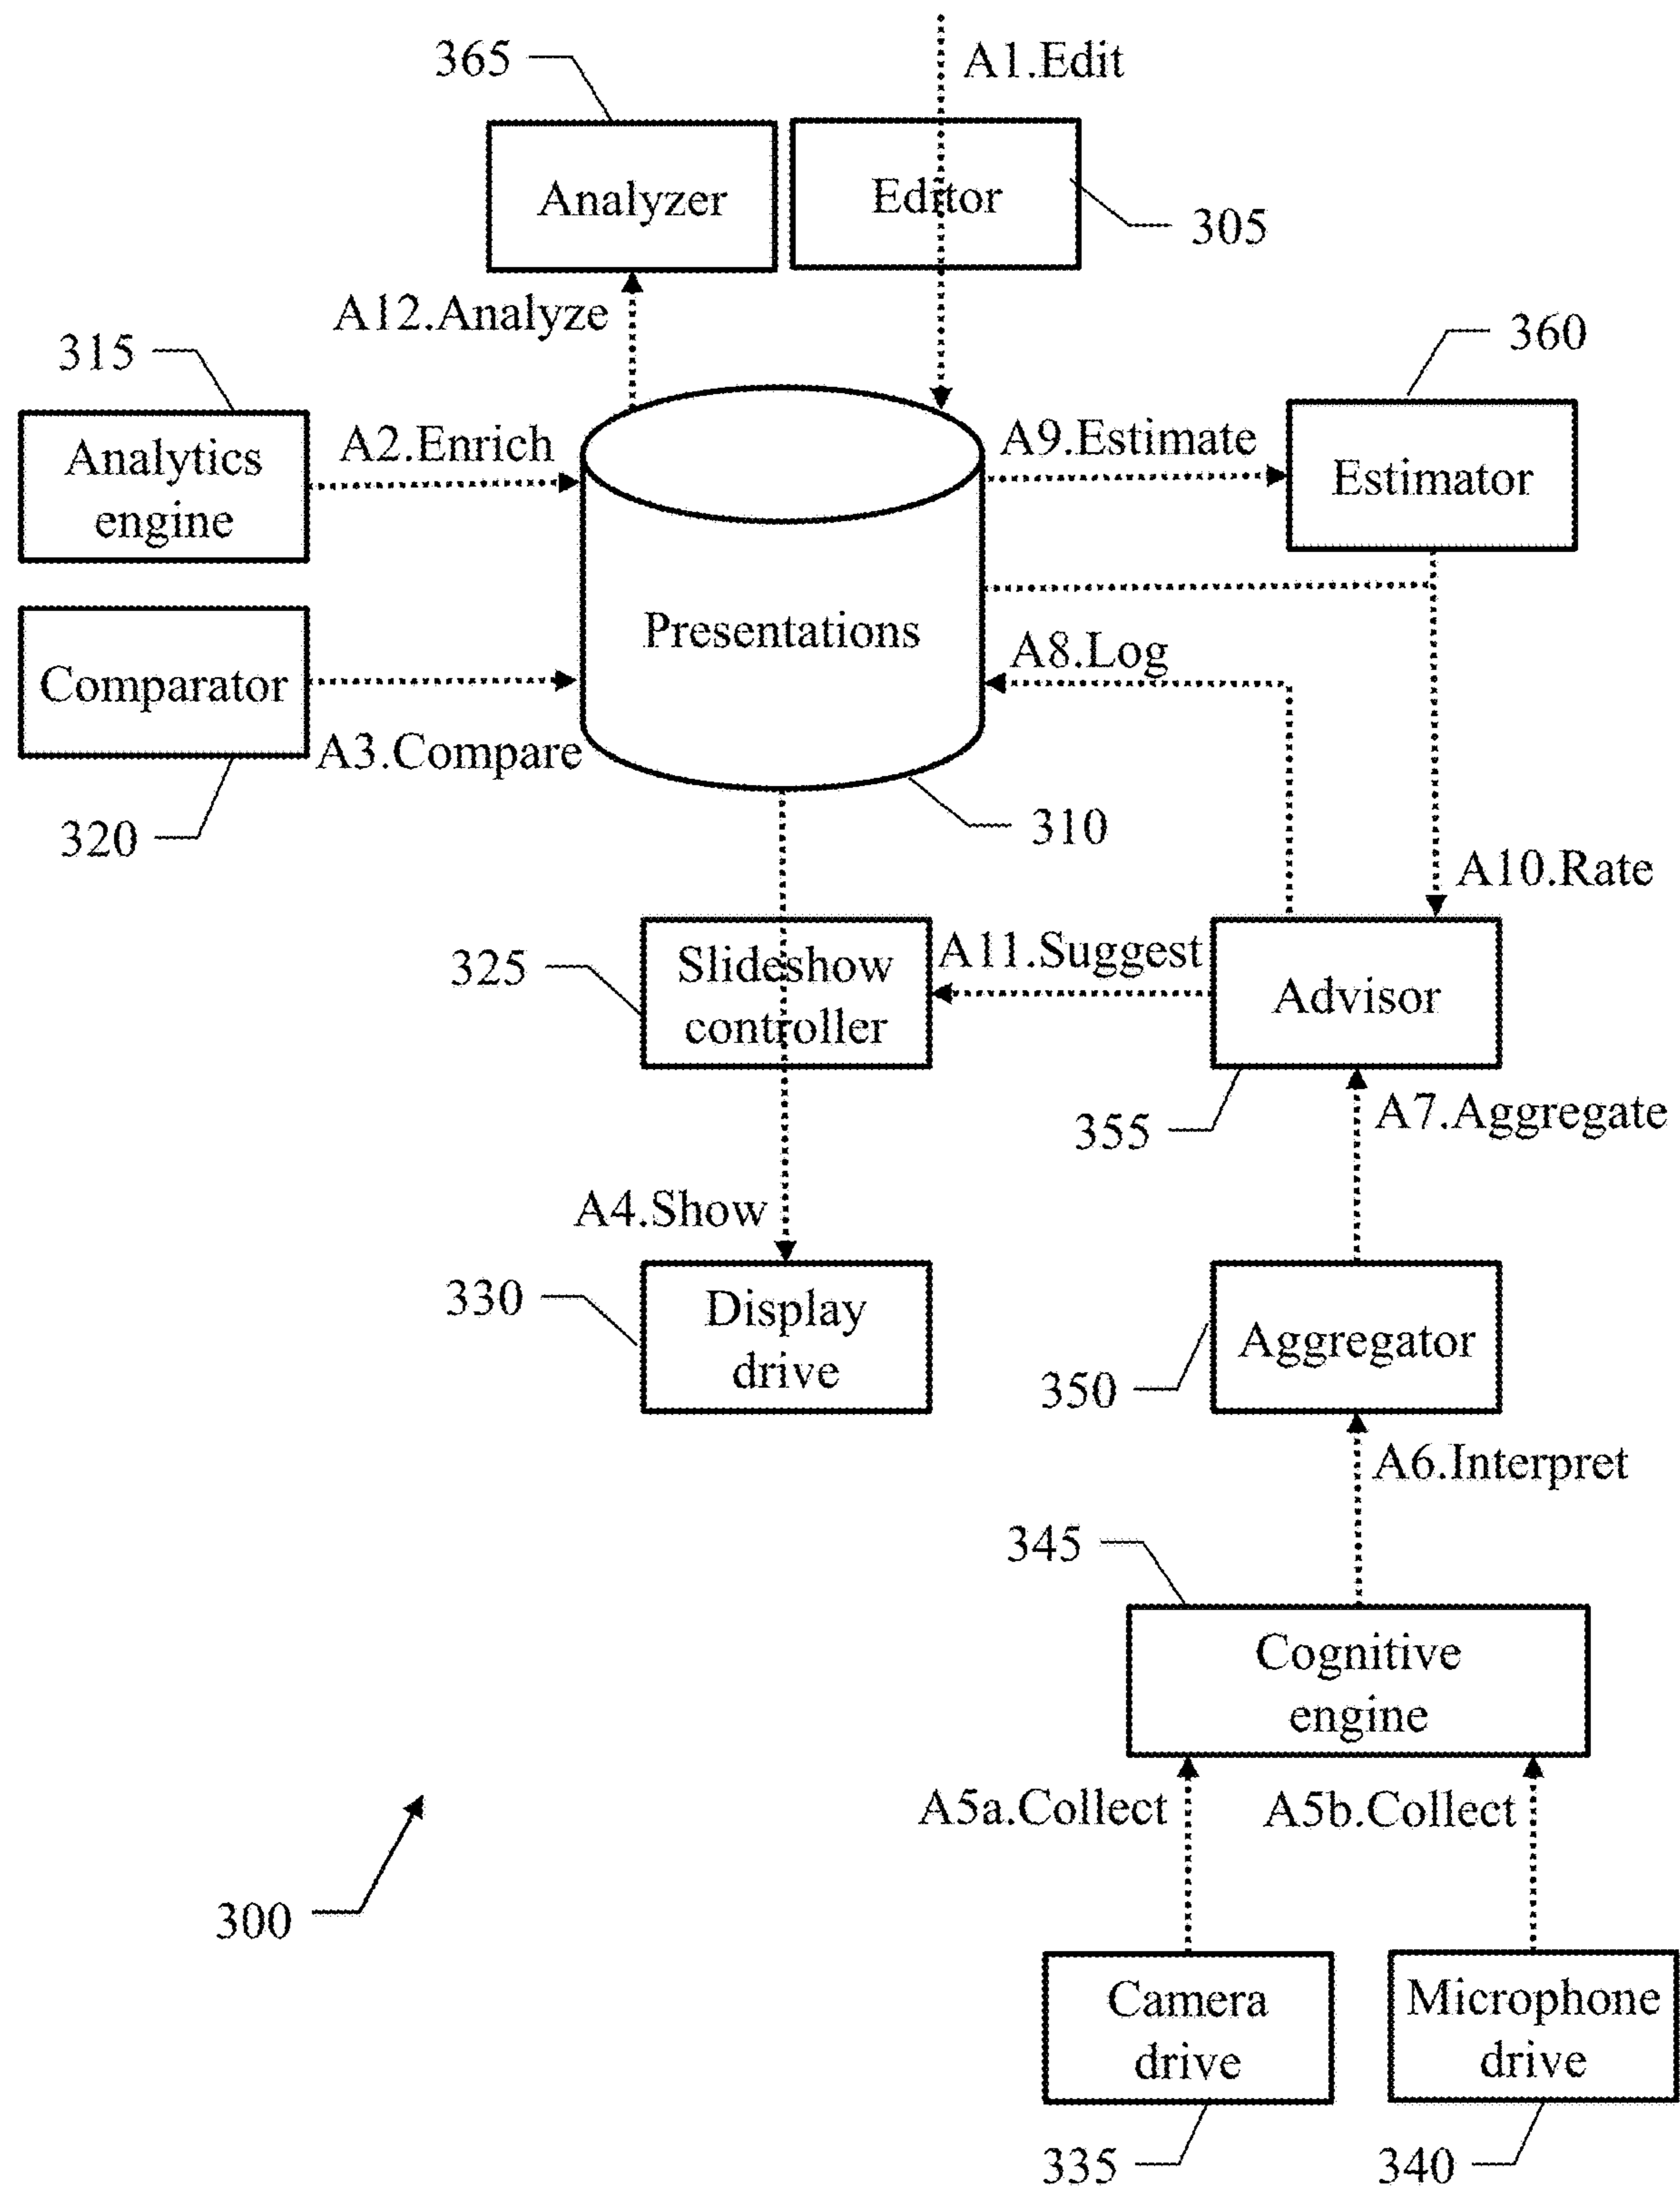 A1.Edit
365
Analyzer
Editor
305
A12.Analyze
315
360
Analytics
engine
A2.Enrich
A9.Estimate
Estimator
Presentations
A8.Log
Comparator
A3.Compare
320
310
A10.Rate
325
Slideshow
controller
A11.Suggest
Advisor
355
A7.Aggregate
A4.Show
330
Display
drive
Aggregator
350
A6.Interpret
345
Cognitive
engine
A5a.Collect
A5b.Collect
300
Camera
drive
Microphone
drive
335
340